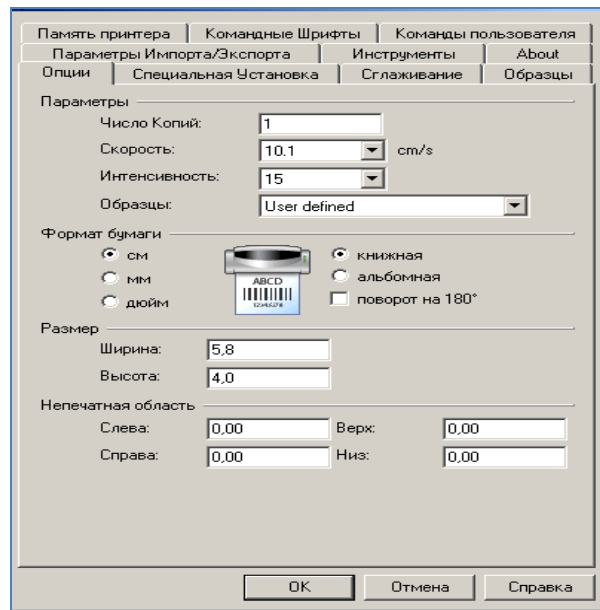 Память принтера Командные Шрифты Команды пользователя
Параметры Импорта/Экспорта Инструменты About
Опции Специальная Установка Сглаживание Образцы
Параметры
Число Копий: 1
Скорость: 10.1 cm/s
Интенсивность: 15
Образцы: User defined
Формат бумаги
см ABCD книжная
мм альбомная
дюйм 12345678 поворот на 180°
Размер
Ширина: 5,8
Высота: 4,0
Непечатная область
Слева: 0,00 Верх: 0,00
Справа: 0,00 Низ: 0,00
OK Отмена Справка